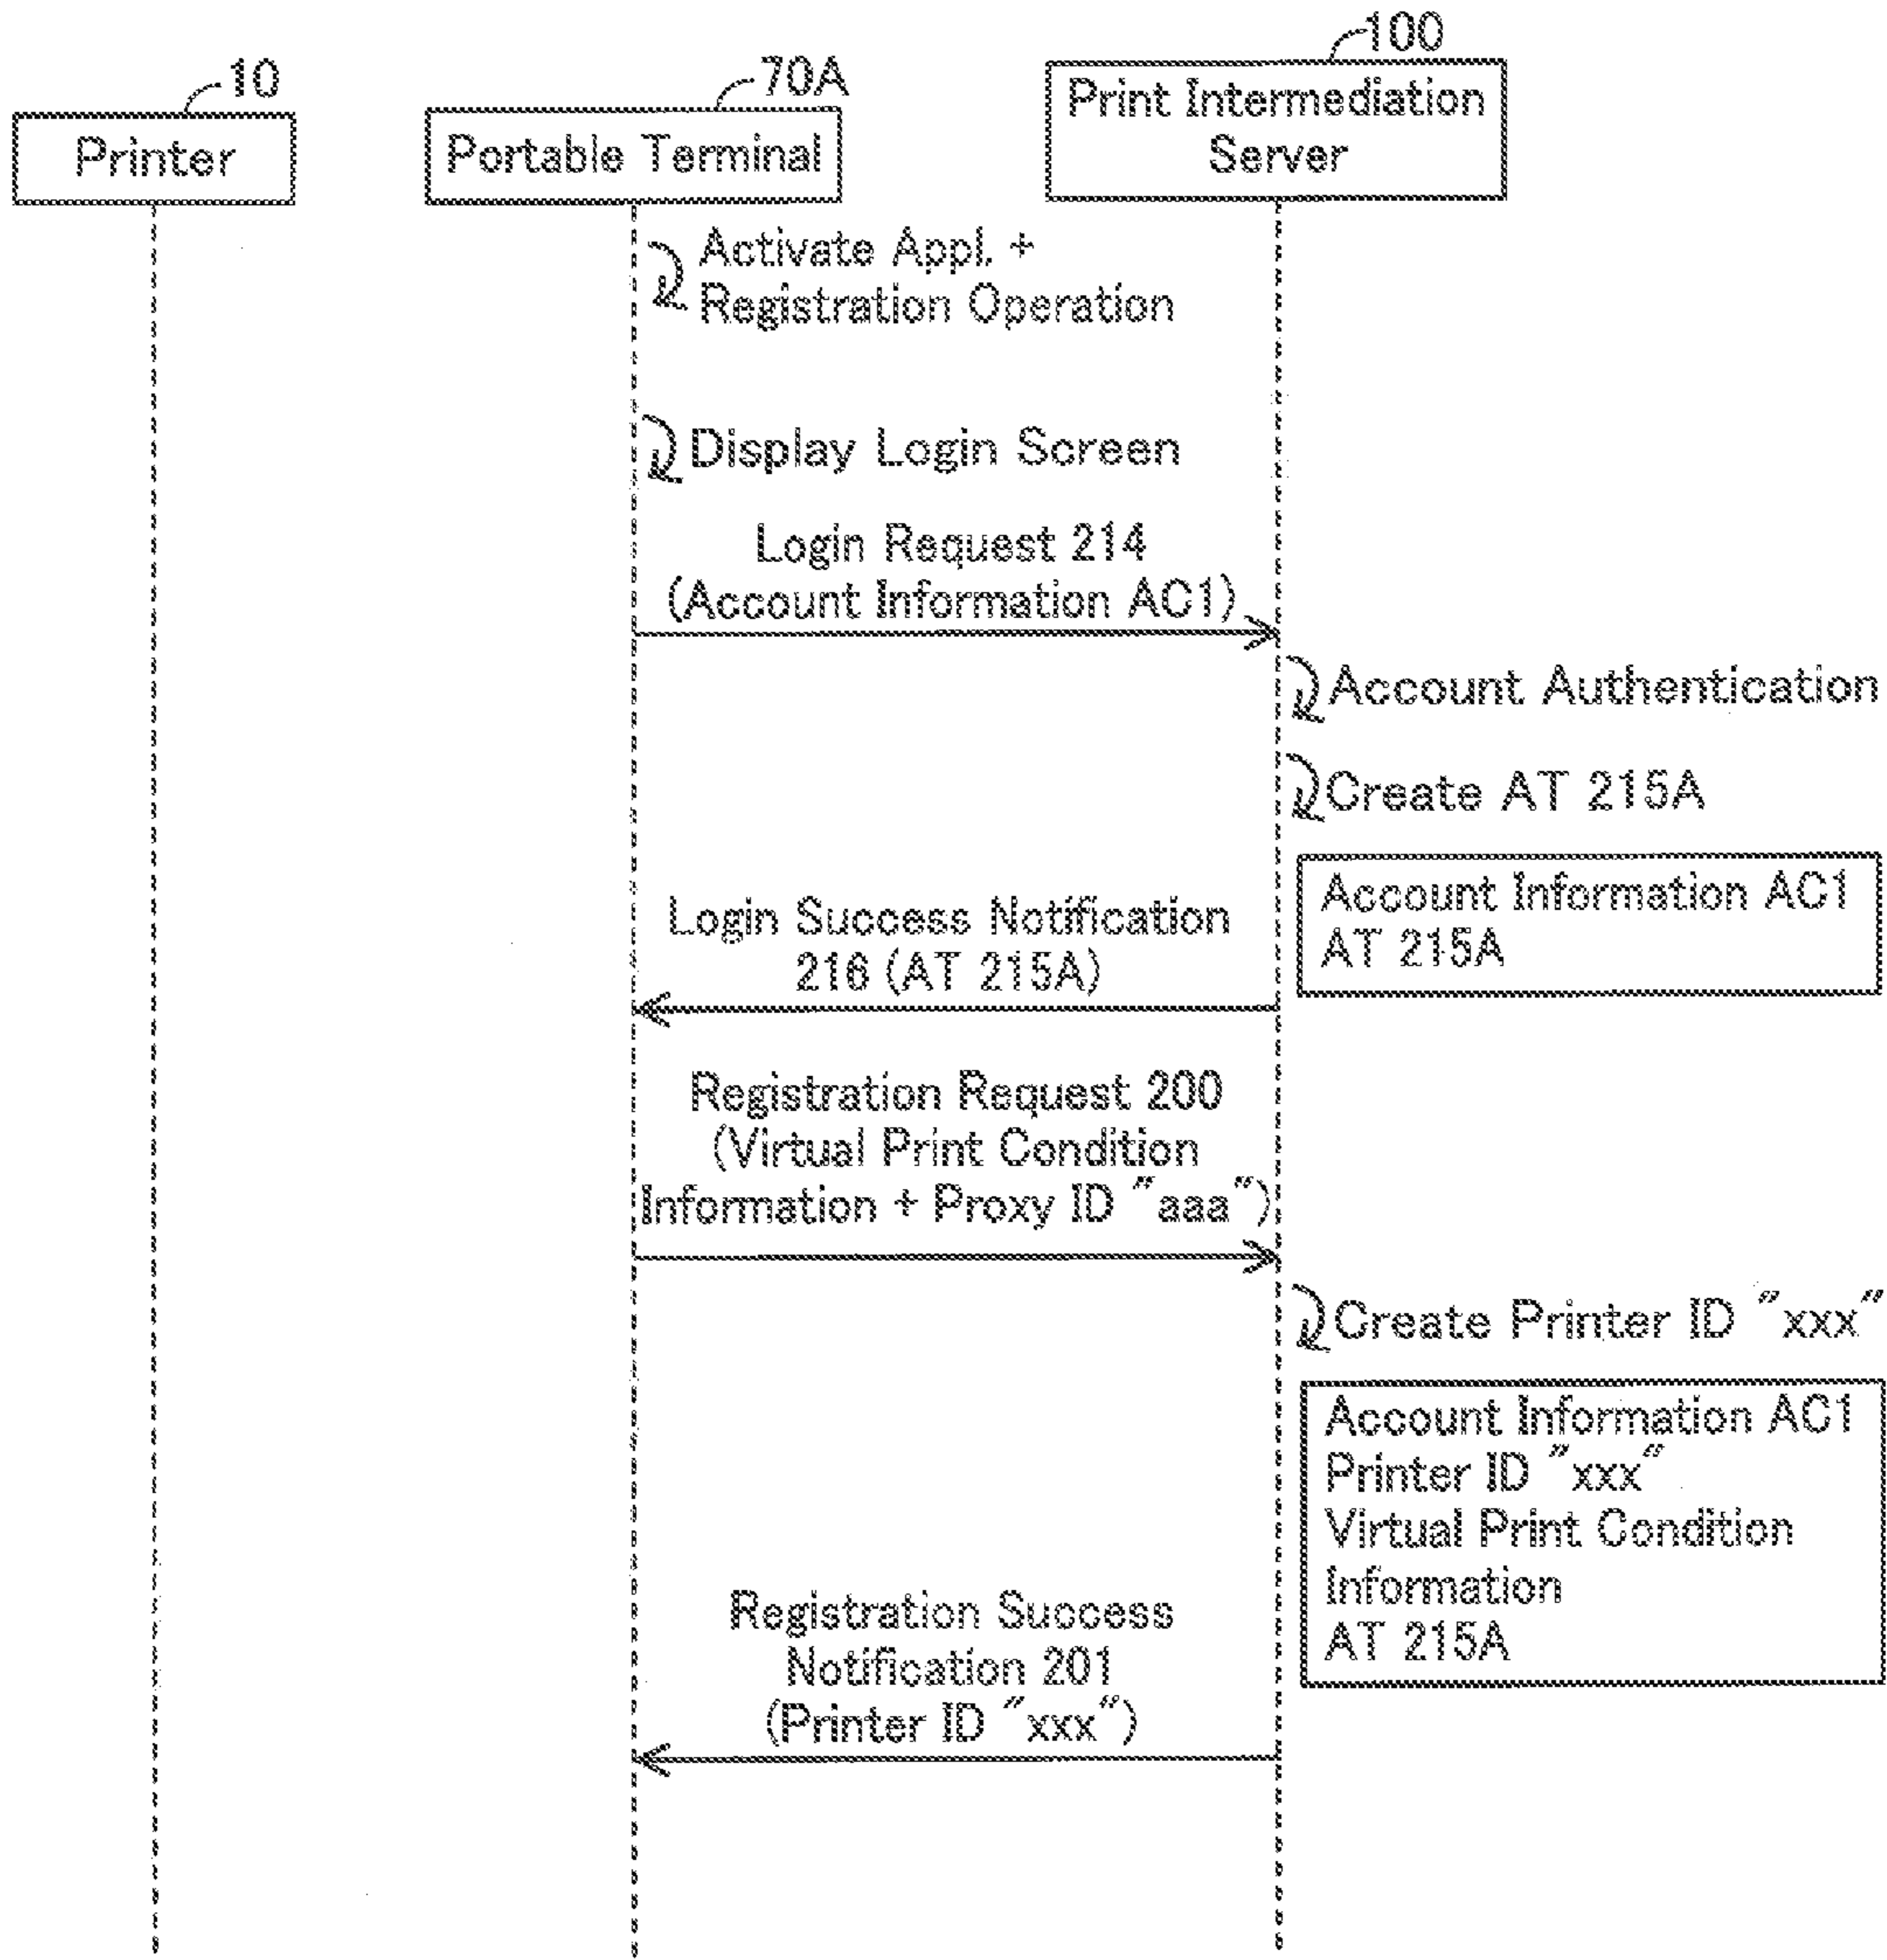 10
Printer
70A
Portable Terminal
100
Print Intermediation
Server
Activate Appl. +
Registration Operation
Display Login Screen
Login Request 214
(Account Information AC1)
Account Authentication
Create AT 215A
Account Information AC1
AT 215A
Login Success Notification
216 (AT 215A)
Registration Request 200
(Virtual Print Condition
Information + Proxy ID "aaa")
Create Printer ID "xxx"
Account Information AC1
Printer ID "xxx"
Virtual Print Condition
Information
AT 215A
Registration Success
Notification 201
(Printer ID "xxx")